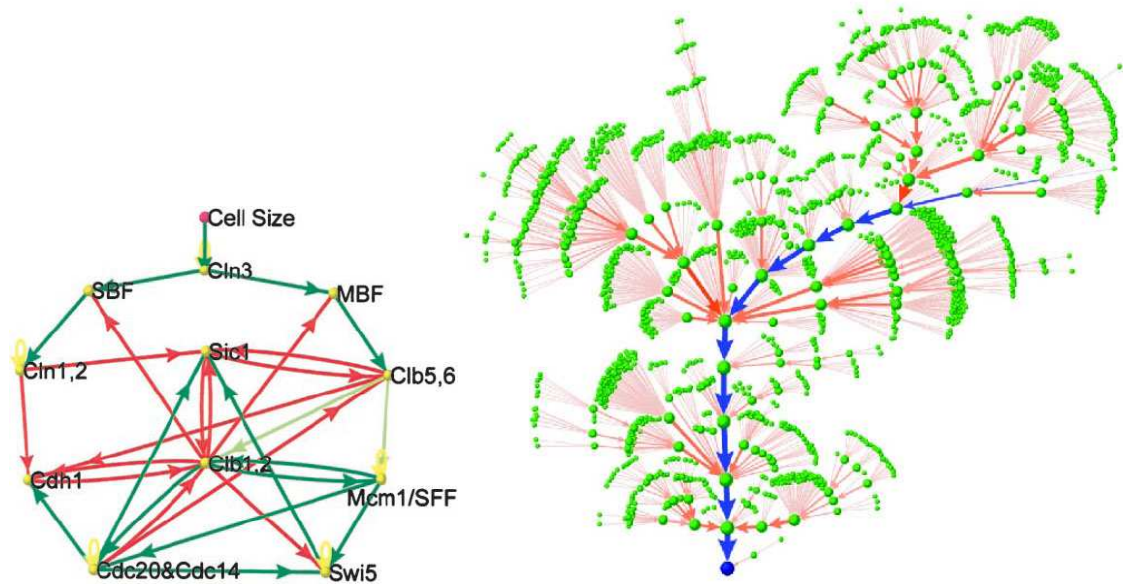 Cell Size
Cln3
SBF
MBF
Sic1
Cln1,2
Clb5,6
Clb1,2
Cdh1
Mcm1/SFF
Cdc20&Cdc14
Swi5